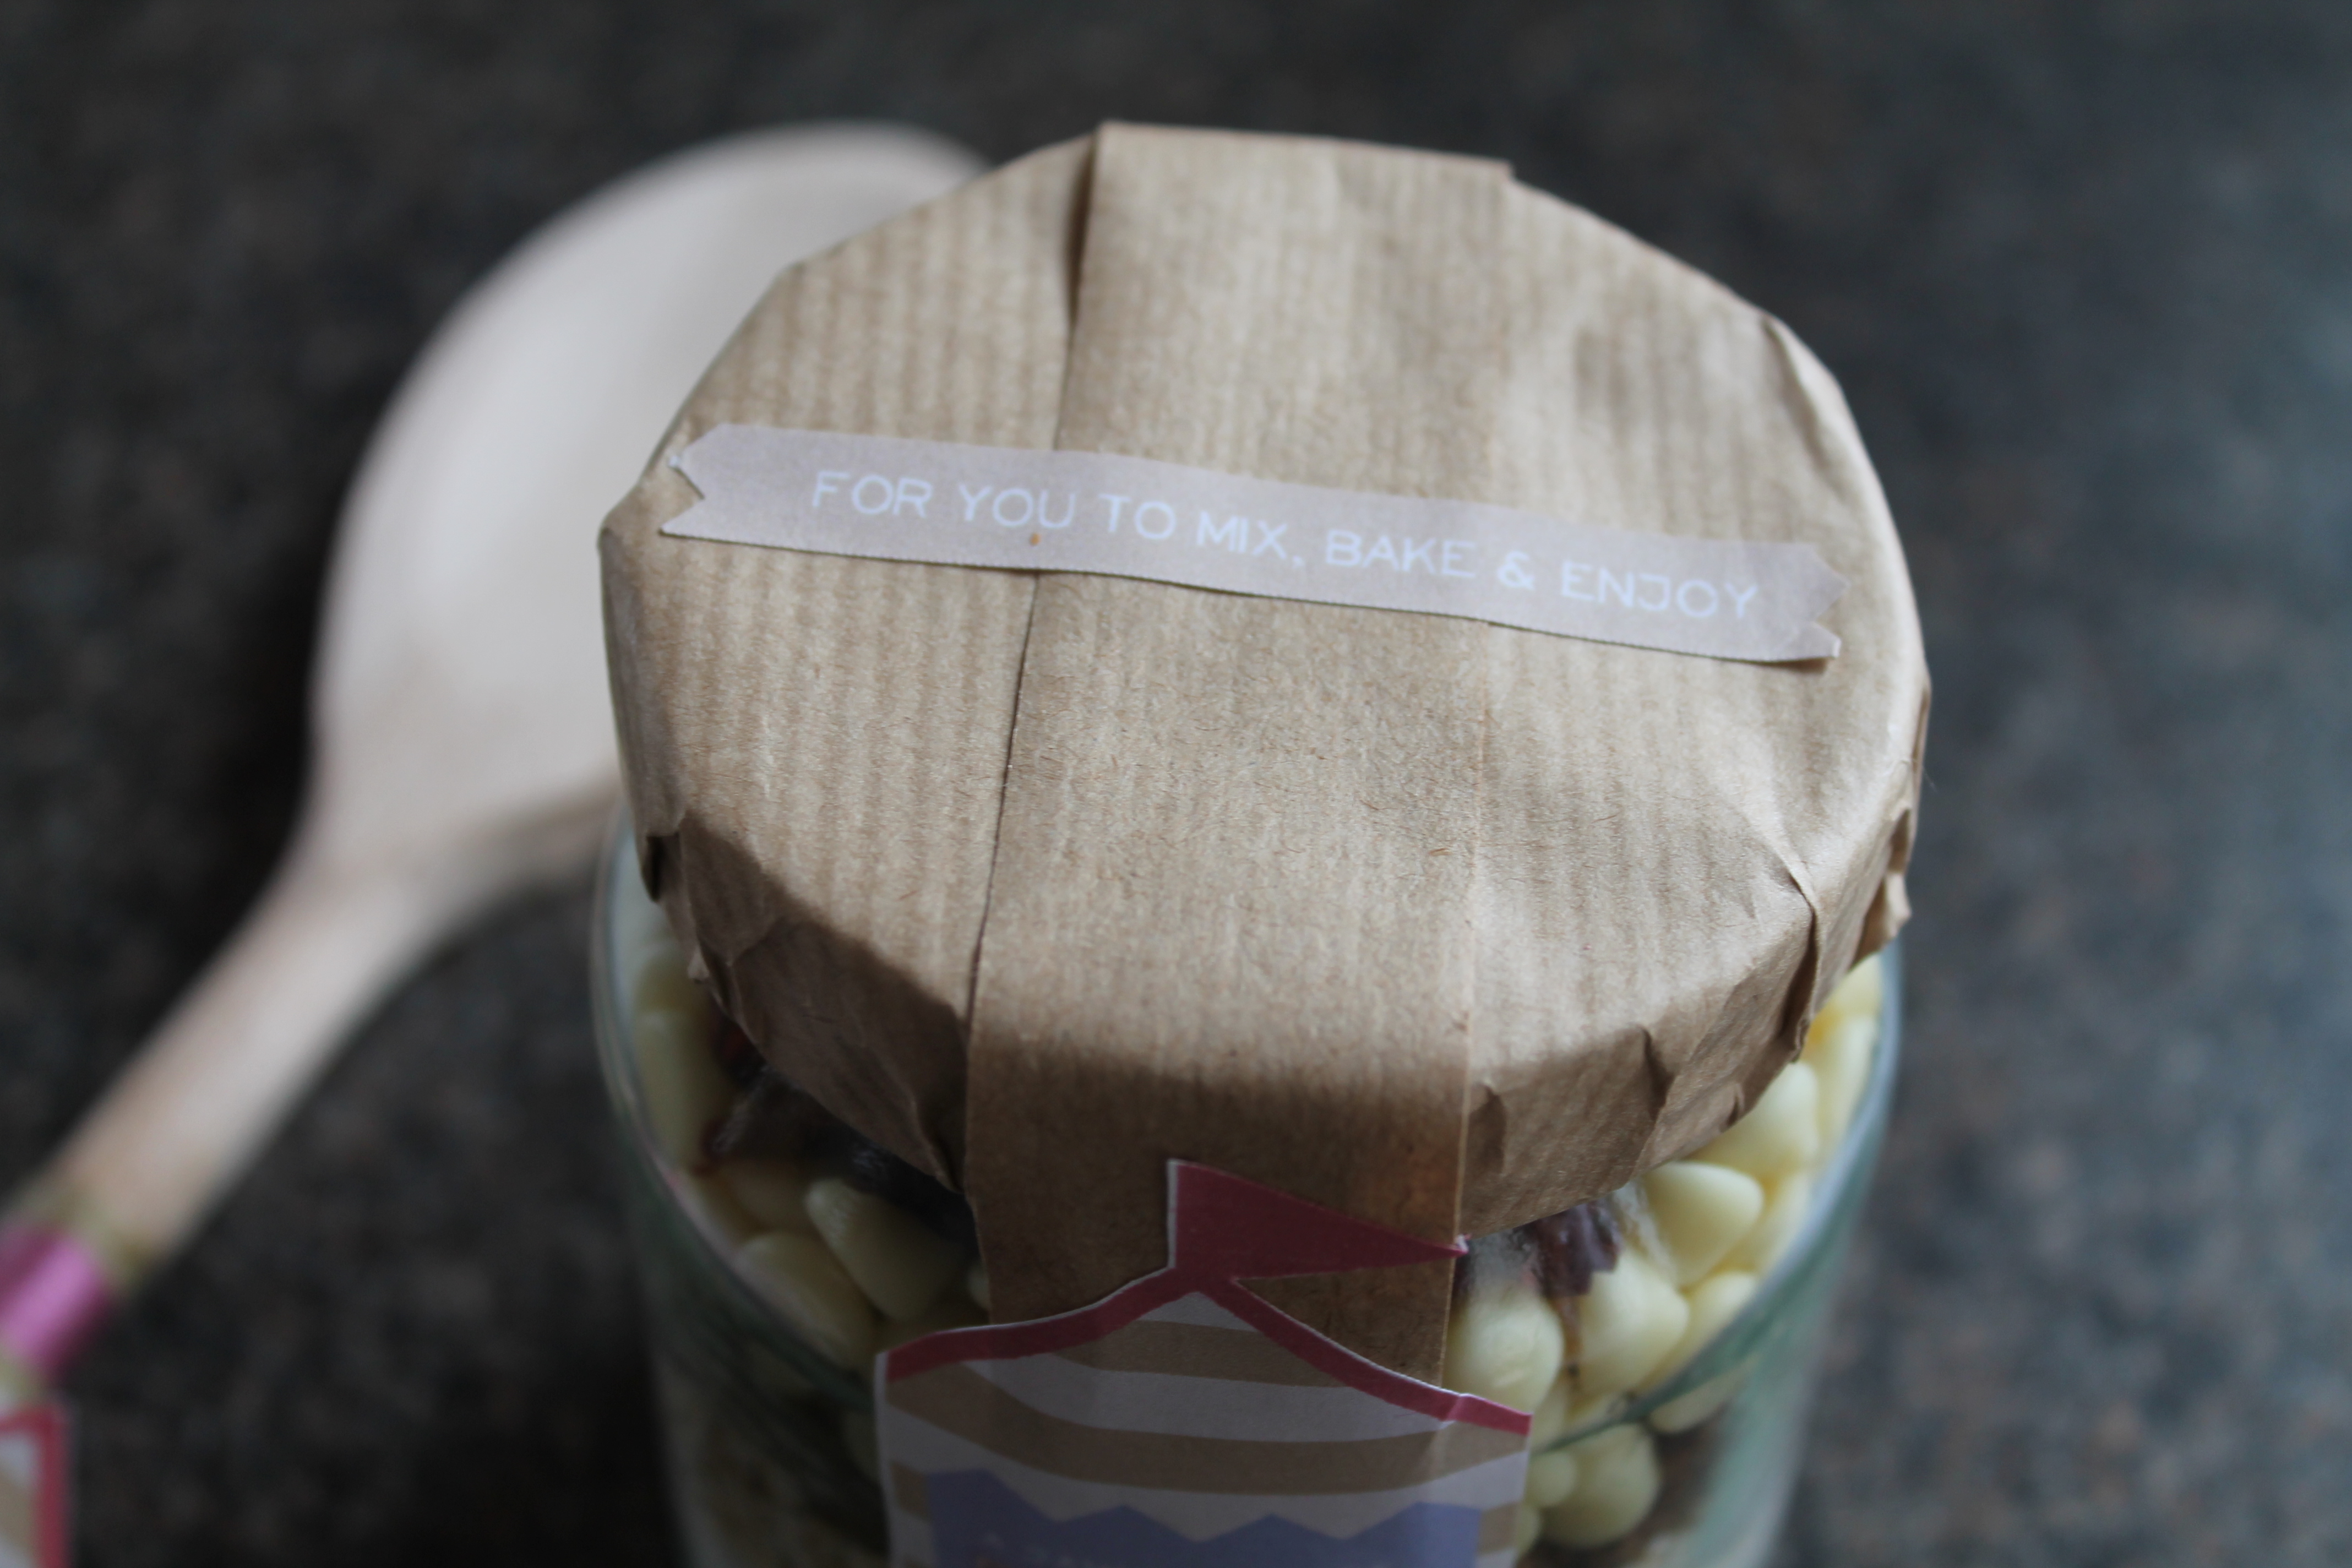 FOR YOU TO MIX, BAKE & ENJOY